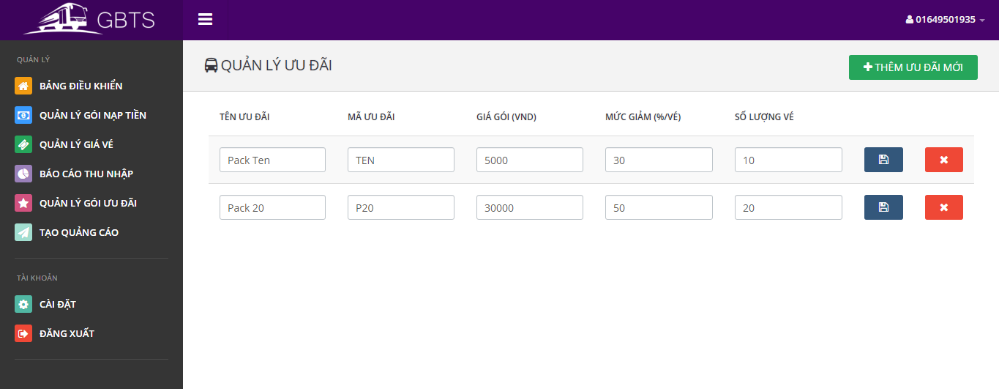 GBTS
01649501935
QUẢN LÝ
BẢNG ĐIỀU KHIỂN
QUẢN LÝ GÓI NẠP TIỀN
QUẢN LÝ GIÁ VÉ
BÁO CÁO THU NHẬP
QUẢN LÝ GÓI ƯU ĐÃI
TẠO QUẢNG CÁO
TÀI KHOẢN
CÀI ĐẶT
ĐĂNG XUẤT
QUẢN LÝ ƯU ĐÃI
THÊM ƯU ĐÃI MỚI
TÊN ƯU ĐÃI MÃ ƯU ĐÃI GIÁ GÓI (VND) MỨC GIẢM (%/VÉ) SỐ LƯỢNG VÉ
Pack Ten TEN 5000 30 10
Pack 20 P20 30000 50 20